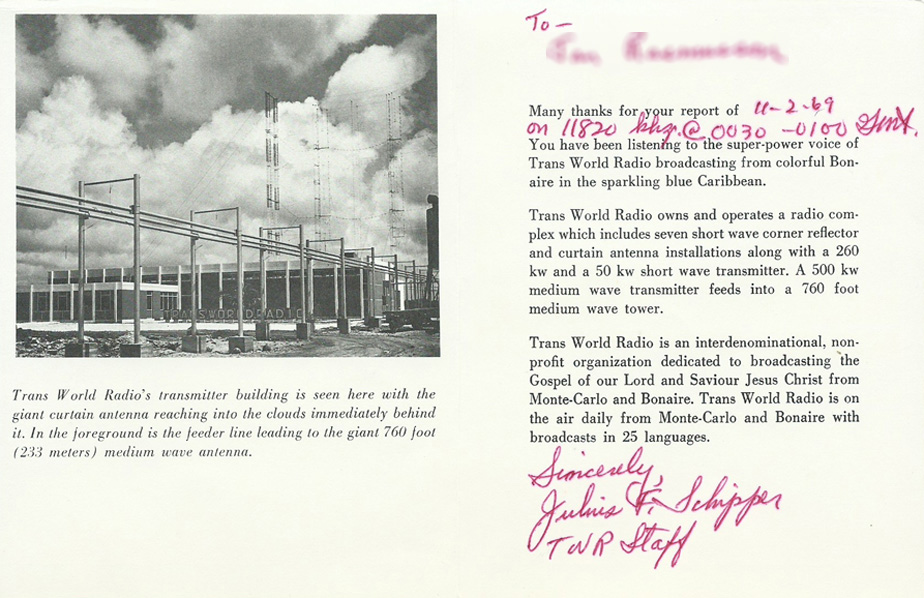 TRANS WORLD RADIO
Trans World Radio's transmitter building is seen here with the
giant curtain antenna reaching into the clouds immediately behind
it. In the foreground is the feeder line leading to the giant 760 foot
(233 meters) medium wave antenna.
To —
Many thanks for your report of 11-2-69
on 11820 khz. @ 0030 - 0100 Gmt.
You have been listening to the super-power voice of
Trans World Radio broadcasting from colorful Bon-
aire in the sparkling blue Caribbean.
Trans World Radio owns and operates a radio com-
plex which includes seven short wave corner reflector
and curtain antenna installations along with a 260
kw and a 50 kw short wave transmitter. A 500 kw
medium wave transmitter feeds into a 760 foot
medium wave tower.
Trans World Radio is an interdenominational, non-
profit organization dedicated to broadcasting the
Gospel of our Lord and Saviour Jesus Christ from
Monte-Carlo and Bonaire. Trans World Radio is on
the air daily from Monte-Carlo and Bonaire with
broadcasts in 25 languages.
Sincerely,
Julius F. Schipper
TWR Staff